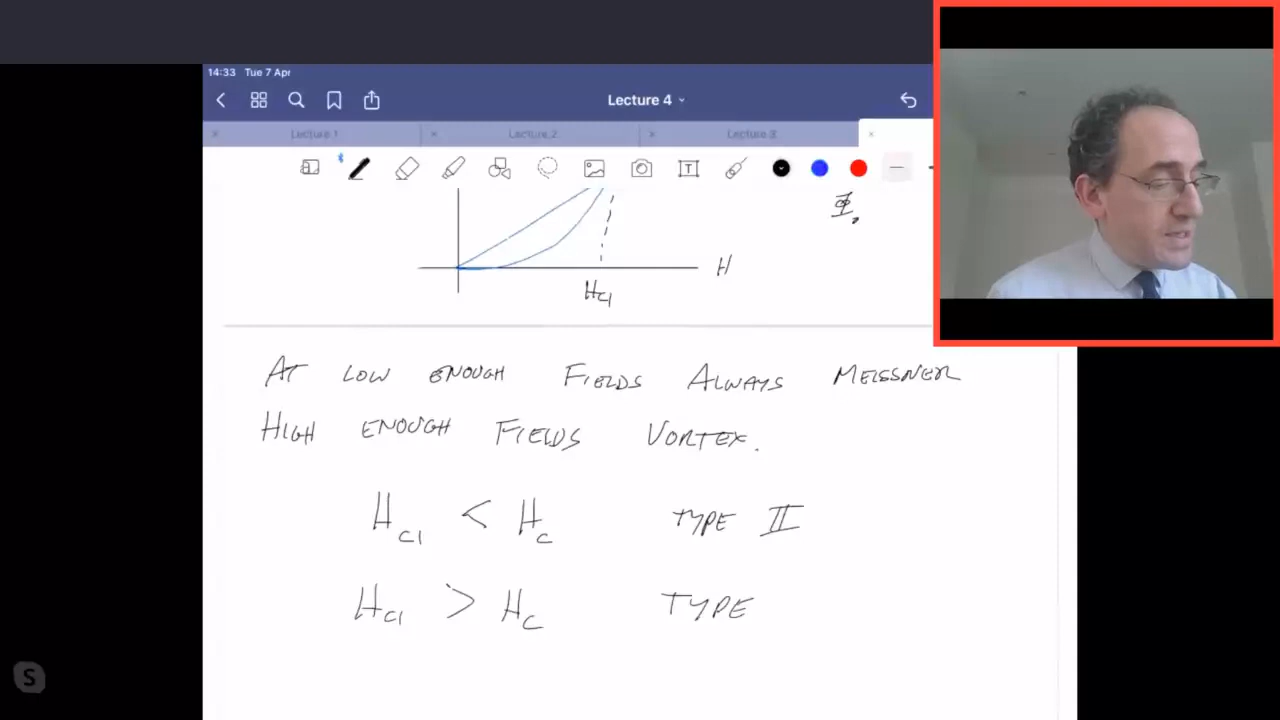 14:33 Tue 7 Apr
Lecture 4
Lecture 1
Lecture 2
Lecture 3
T
Φ₀
H
Hc1
AT LOW ENOUGH FIELDS ALWAYS MEISSNER
HIGH ENOUGH FIELDS VORTEX.
Hc1 < Hc TYPE II
Hc1 > Hc TYPE
S